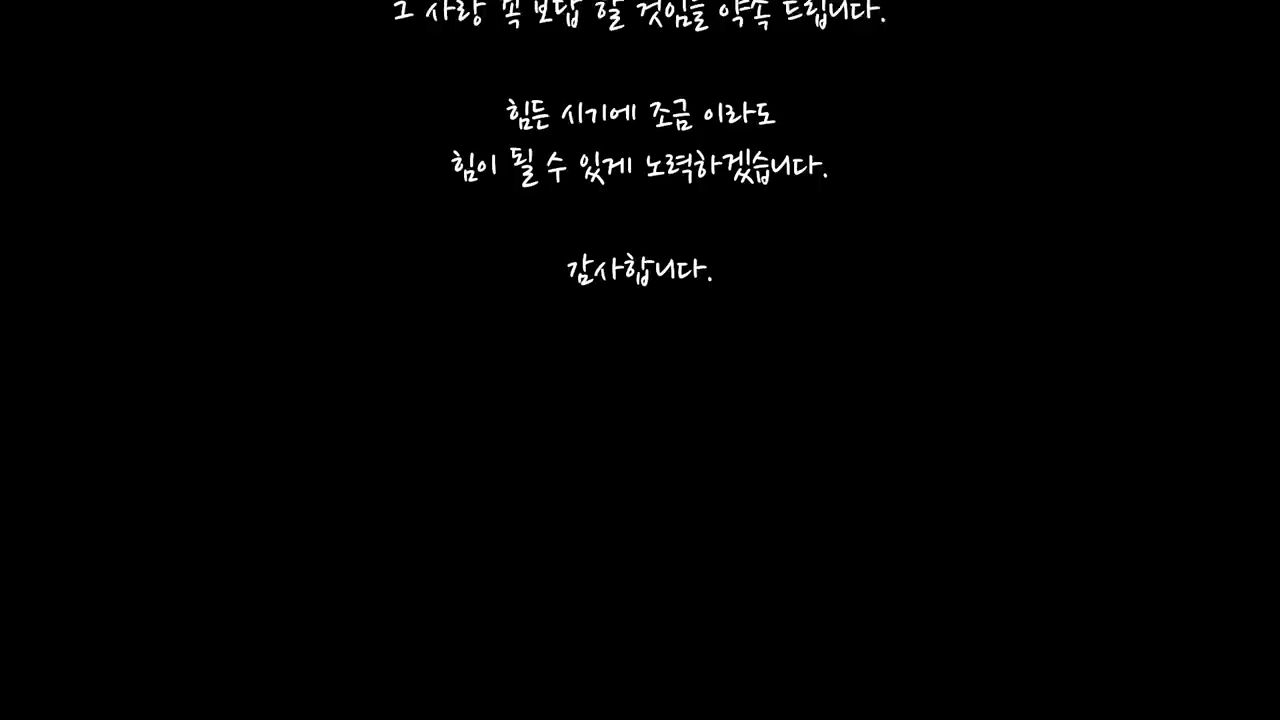 그 사랑 꼭 보답 할 것임을 약속 드립니다.
힘든 시기에 조금 이라도
힘이 될 수 있게 노력하겠습니다.
감사합니다.